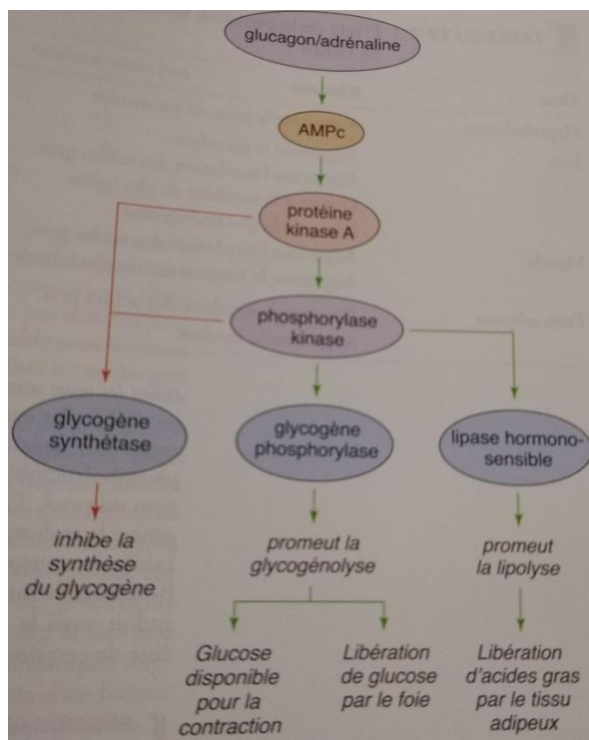 glucagon/adrénaline
AMPc
protéine
kinase A
phosphorylase
kinase
glycogène
synthétase
glycogène
phosphorylase
lipase hormono-
sensible
inhibe la
synthèse
du glycogène
promeut la
glycogénolyse
promeut
la lipolyse
Glucose
disponible
pour la
contraction
Libération
de glucose
par le foie
Libération
d'acides gras
par le tissu
adipeux